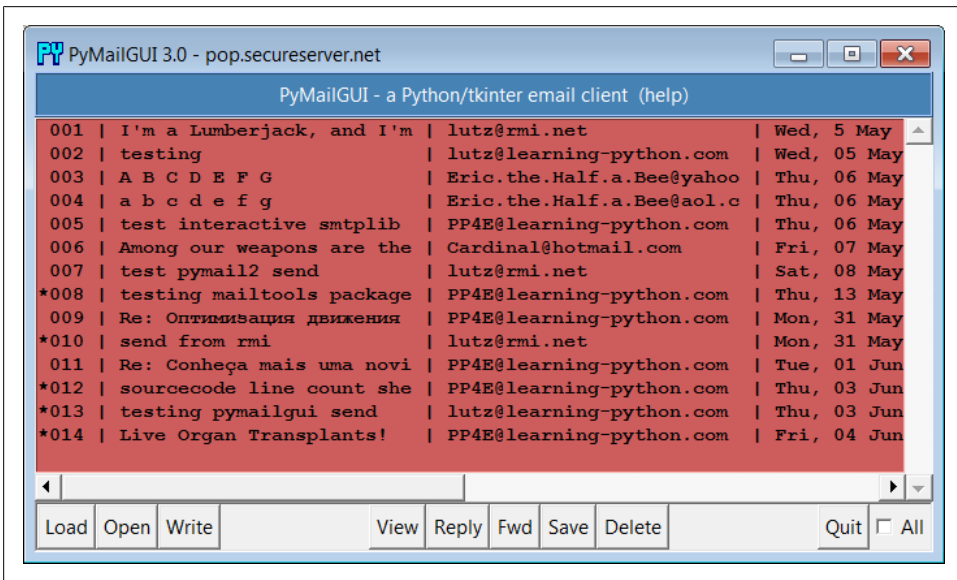 PY PyMailGUI 3.0 - pop.secureserver.net
PyMailGUI - a Python/tkinter email client (help)
001 | I'm a Lumberjack, and I'm | lutz@rmi.net | Wed, 5 May
002 | testing | lutz@learning-python.com | Wed, 05 May
003 | A B C D E F G | Eric.the.Half.a.Bee@yahoo | Thu, 06 May
004 | a b c d e f g | Eric.the.Half.a.Bee@aol.c | Thu, 06 May
005 | test interactive smtplib | PP4E@learning-python.com | Thu, 06 May
006 | Among our weapons are the | Cardinal@hotmail.com | Fri, 07 May
007 | test pymail2 send | lutz@rmi.net | Sat, 08 May
*008 | testing mailtools package | PP4E@learning-python.com | Thu, 13 May
009 | Re: Оптимизация движения | PP4E@learning-python.com | Mon, 31 May
*010 | send from rmi | lutz@rmi.net | Mon, 31 May
011 | Re: Conheça mais uma novi | PP4E@learning-python.com | Tue, 01 Jun
*012 | sourcecode line count she | PP4E@learning-python.com | Thu, 03 Jun
*013 | testing pymailgui send | lutz@learning-python.com | Thu, 03 Jun
*014 | Live Organ Transplants! | PP4E@learning-python.com | Fri, 04 Jun
Load Open Write View Reply Fwd Save Delete Quit All